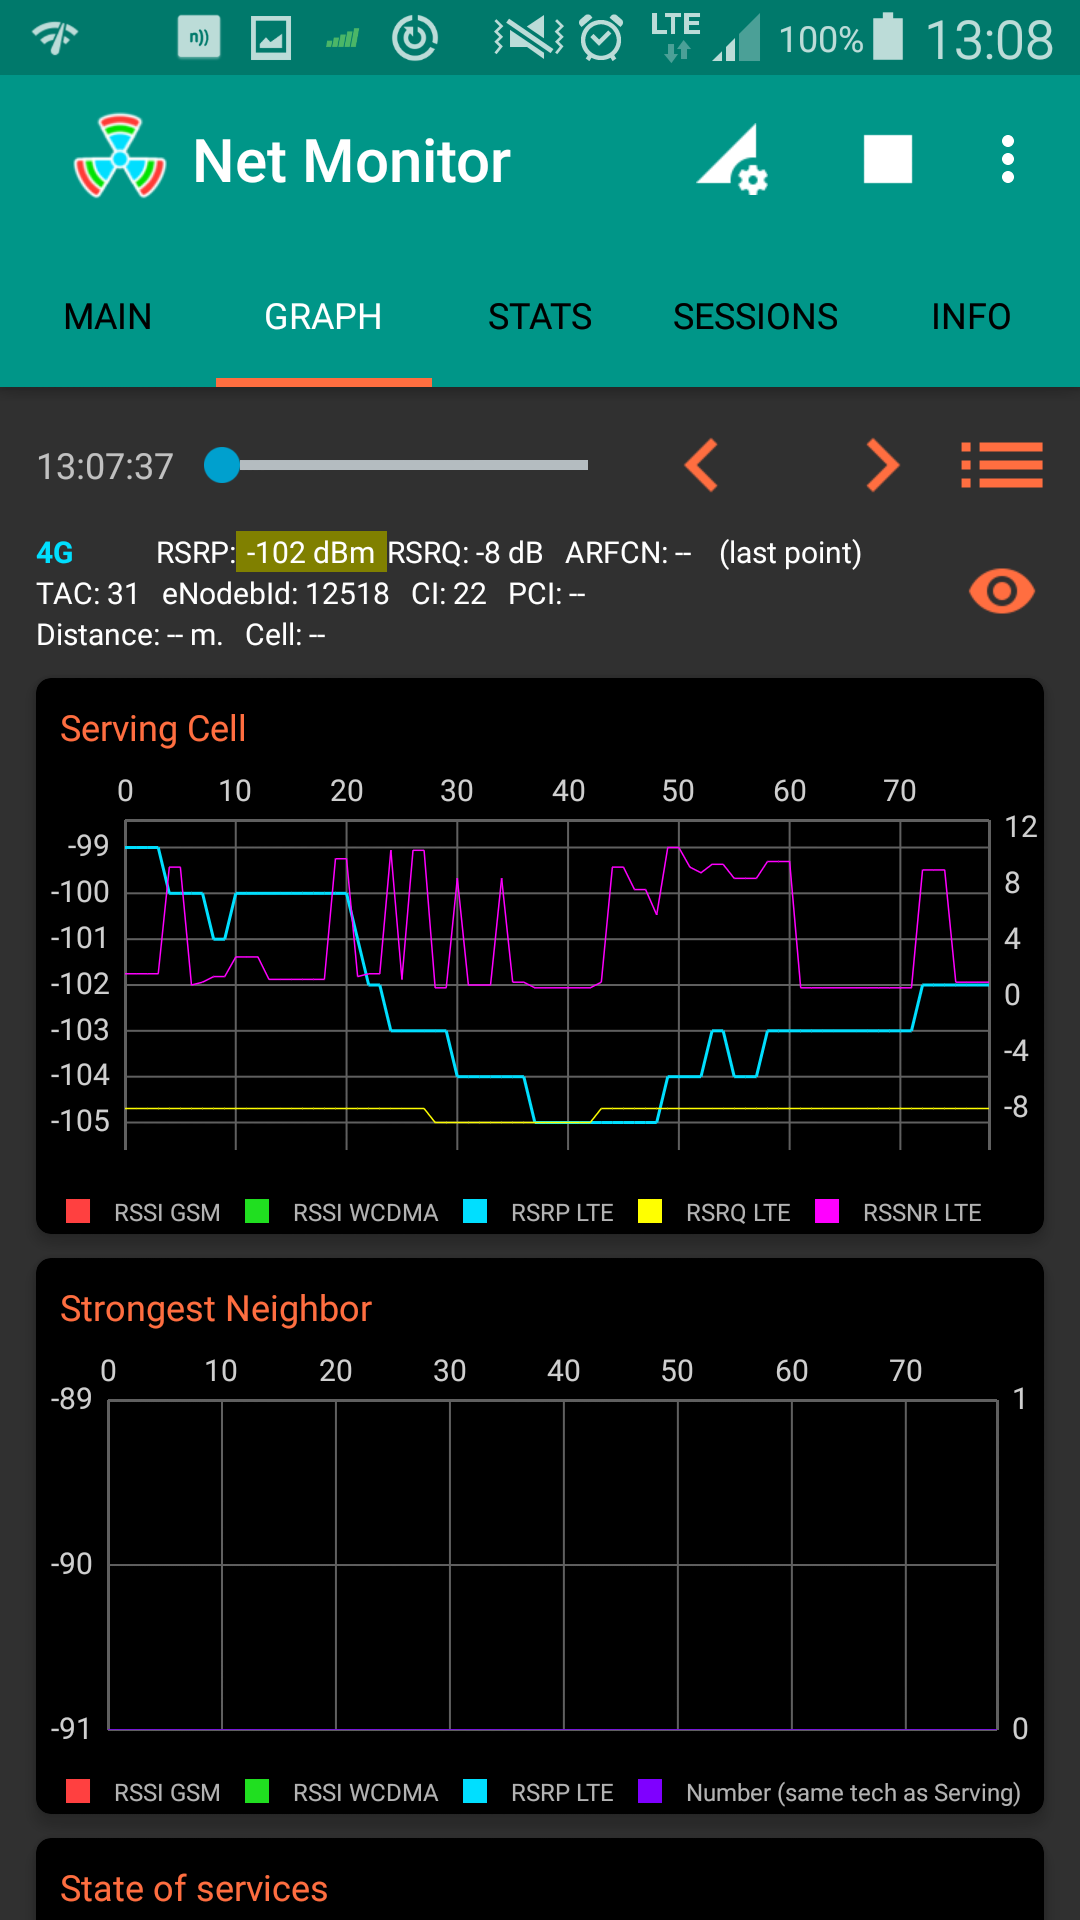 n)) LTE 100% 13:08
Net Monitor
MAIN GRAPH STATS SESSIONS INFO
13:07:37
4G RSRP: -102 dBm RSRQ: -8 dB ARFCN: -- (last point)
TAC: 31 eNodebId: 12518 CI: 22 PCI: --
Distance: -- m. Cell: --
Serving Cell
0 10 20 30 40 50 60 70
12
-99
-100 8
-101 4
-102 0
-103
-104 -4
-105 -8
RSSI GSM RSSI WCDMA RSRP LTE RSRQ LTE RSSNR LTE
Strongest Neighbor
0 10 20 30 40 50 60 70
-89 1
-90
-91 0
RSSI GSM RSSI WCDMA RSRP LTE Number (same tech as Serving)
State of services